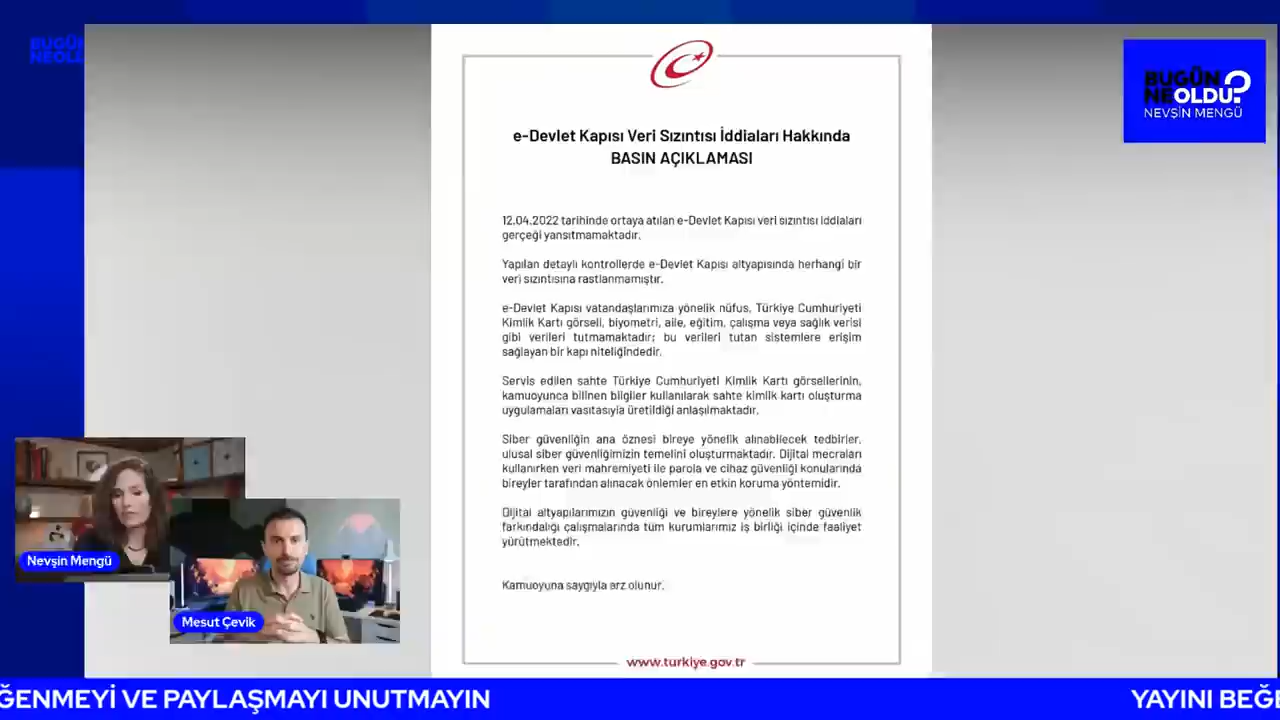 BUGÜN
NEOLD
BUGÜN
NE OLDU?
NEVŞİN MENGÜ
e-Devlet Kapısı Veri Sızıntısı İddiaları Hakkında
BASIN AÇIKLAMASI
12.04.2022 tarihinde ortaya atılan e-Devlet Kapısı veri sızıntısı iddiaları
gerçeği yansıtmamaktadır.
Yapılan detaylı kontrollerde e-Devlet Kapısı altyapısında herhangi bir
veri sızıntısına rastlanmamıştır.
e-Devlet Kapısı vatandaşlarımıza yönelik nüfus, Türkiye Cumhuriyeti
Kimlik Kartı görseli, biyometri, aile, eğitim, çalışma veya sağlık verisi
gibi verileri tutmamaktadır; bu verileri tutan sistemlere erişim
sağlayan bir kapı niteliğindedir.
Servis edilen sahte Türkiye Cumhuriyeti Kimlik Kartı görsellerinin,
kamuoyunca bilinen bilgiler kullanılarak sahte kimlik kartı oluşturma
uygulamaları vasıtasıyla üretildiği anlaşılmaktadır.
Siber güvenliğin ana öznesi bireye yönelik alınabilecek tedbirler,
ulusal siber güvenliğimizin temelini oluşturmaktadır. Dijital mecraları
kullanırken veri mahremiyeti ile parola ve cihaz güvenliği konularında
bireyler tarafından alınacak önlemler en etkin koruma yöntemidir.
Dijital altyapılarımızın güvenliği ve bireylere yönelik siber güvenlik
farkındalığı çalışmalarında tüm kurumlarımız iş birliği içinde faaliyet
yürütmektedir.
Kamuoyuna saygıyla arz olunur.
www.turkiye.gov.tr
Nevşin Mengü
Mesut Çevik
ĞENMEYİ VE PAYLAŞMAYI UNUTMAYIN
YAYINI BEĞE